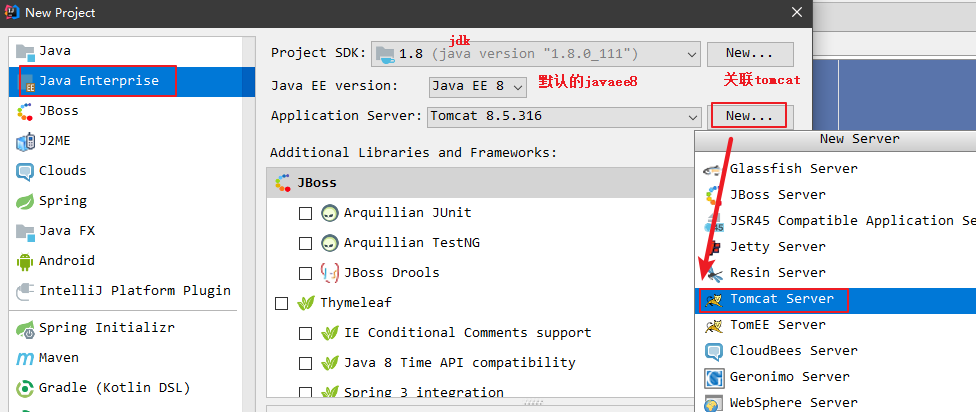 New Project
Java
Java Enterprise
JBoss
J2ME
Clouds
Spring
Java FX
Android
IntelliJ Platform Plugin
Spring Initializr
Maven
Gradle (Kotlin DSL)
jdk
Project SDK: 1.8 (java version "1.8.0_111") New...
Java EE version: Java EE 8 默认的javaee8 关联tomcat
Application Server: Tomcat 8.5.316 New...
Additional Libraries and Frameworks:
JBoss
Arquillian JUnit
Arquillian TestNG
JBoss Drools
Thymeleaf
IE Conditional Comments support
Java 8 Time API compatibility
Spring 3 integration
New Server
Glassfish Server
JBoss Server
JSR45 Compatible Application Se
Jetty Server
Resin Server
Tomcat Server
TomEE Server
CloudBees Server
Geronimo Server
WebSphere Server